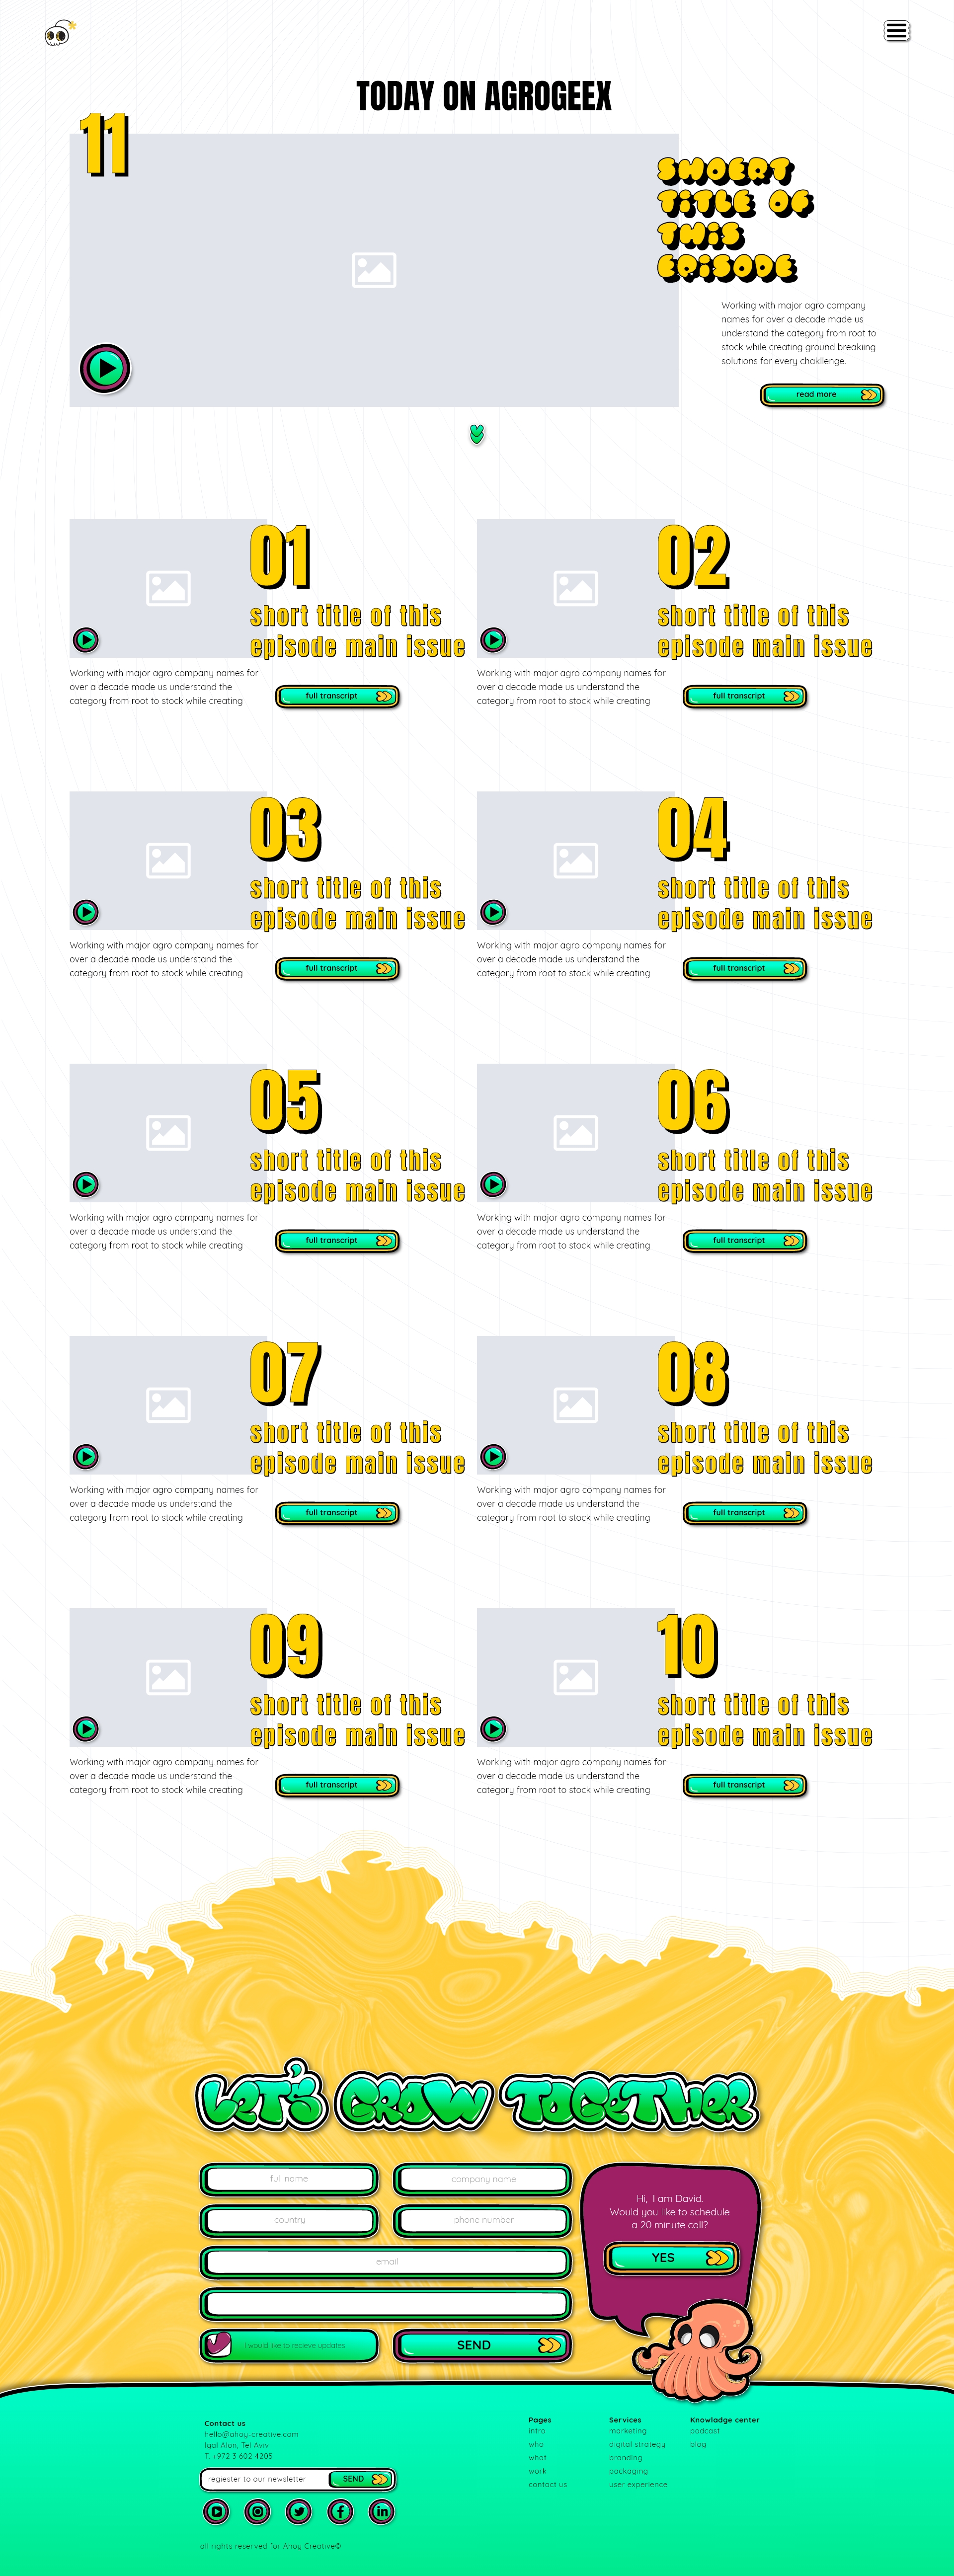 TODAY ON AGROGEEX
11
SHOERT
TiTLE OF
THiS
EPiSODE
Working with major agro company
names for over a decade made us
understand the category from root to
stock while creating ground breakiing
solutions for every chakllenge.
read more
01
short title of this
episode main issue
Working with major agro company names for
over a decade made us understand the
category from root to stock while creating
full transcript
02
short title of this
episode main issue
Working with major agro company names for
over a decade made us understand the
category from root to stock while creating
full transcript
03
short title of this
episode main issue
Working with major agro company names for
over a decade made us understand the
category from root to stock while creating
full transcript
04
short title of this
episode main issue
Working with major agro company names for
over a decade made us understand the
category from root to stock while creating
full transcript
05
short title of this
episode main issue
Working with major agro company names for
over a decade made us understand the
category from root to stock while creating
full transcript
06
short title of this
episode main issue
Working with major agro company names for
over a decade made us understand the
category from root to stock while creating
full transcript
07
short title of this
episode main issue
Working with major agro company names for
over a decade made us understand the
category from root to stock while creating
full transcript
08
short title of this
episode main issue
Working with major agro company names for
over a decade made us understand the
category from root to stock while creating
full transcript
09
short title of this
episode main issue
Working with major agro company names for
over a decade made us understand the
category from root to stock while creating
full transcript
10
short title of this
episode main issue
Working with major agro company names for
over a decade made us understand the
category from root to stock while creating
full transcript
LET'S GROW TOGETHER
full name
company name
country
phone number
email
I would like to recieve updates
SEND
Hi, I am David.
Would you like to schedule
a 20 minute call?
YES
Contact us
hello@ahoy-creative.com
Igal Alon, Tel Aviv
T. +972 3 602 4205
regiester to our newsletter
SEND
all rights reserved for Ahoy Creative©
Pages
intro
who
what
work
contact us
Services
marketing
digital strategy
branding
packaging
user experience
Knowladge center
podcast
blog